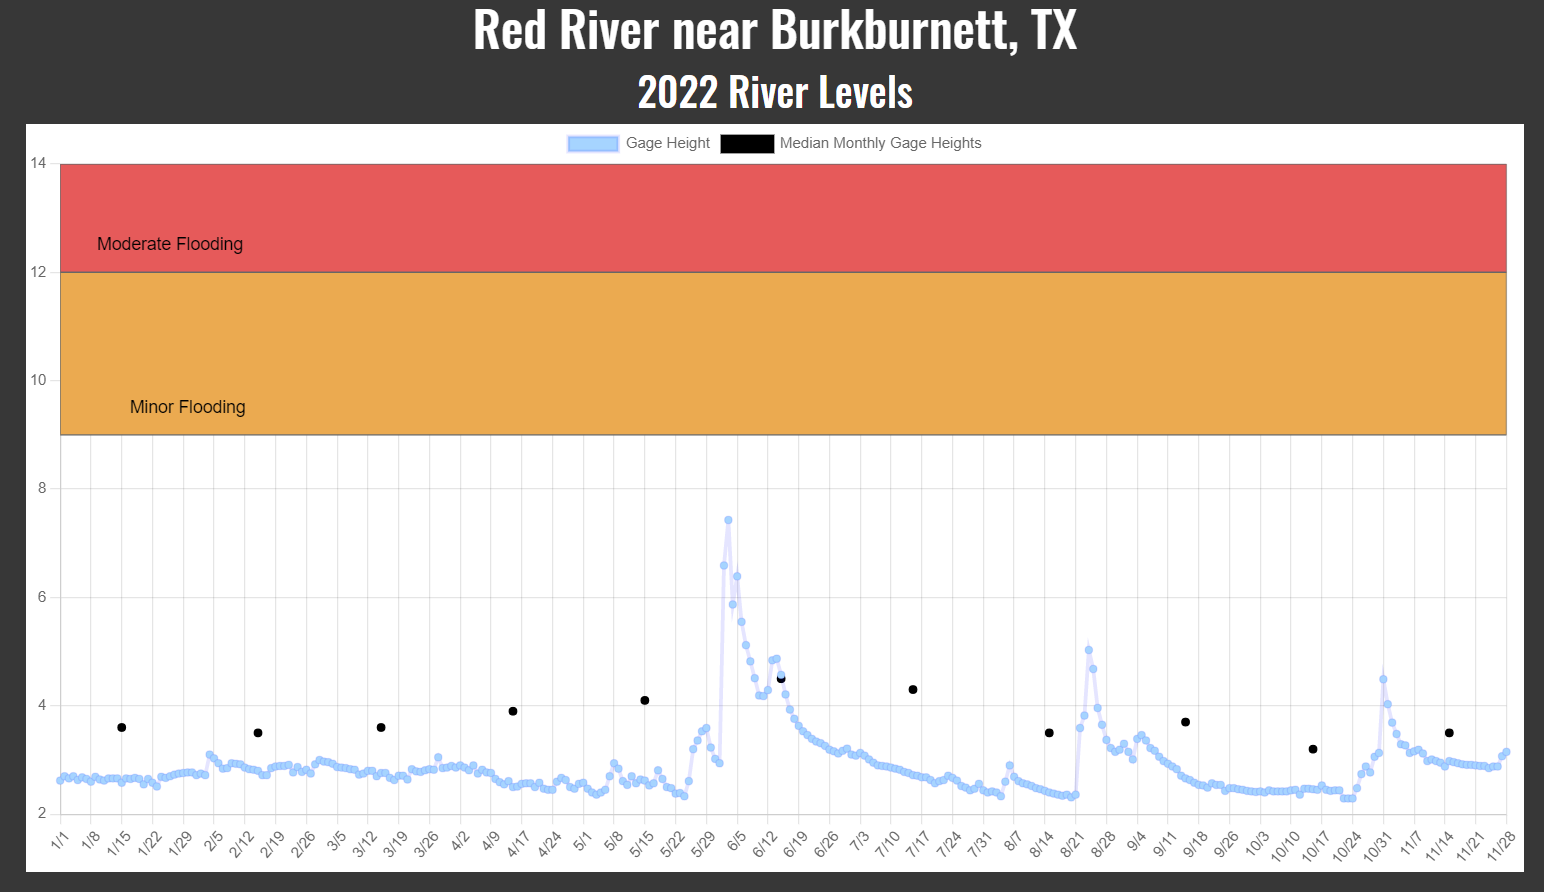 Red River near Burkburnett, TX
2022 River Levels
Gage Height Median Monthly Gage Heights
14
Moderate Flooding
12
10
Minor Flooding
8
6
4
2
1/1 1/8 1/15 1/22 1/29 2/5 2/12 2/19 2/26 3/5 3/12 3/19 3/26 4/2 4/9 4/17 4/24 5/1 5/8 5/15 5/22 5/29 6/5 6/12 6/19 6/26 7/3 7/10 7/17 7/24 7/31 8/7 8/14 8/21 8/28 9/4 9/11 9/18 9/26 10/3 10/10 10/17 10/24 10/31 11/7 11/14 11/21 11/28